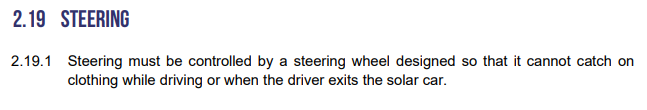 2.19 STEERING
2.19.1 Steering must be controlled by a steering wheel designed so that it cannot catch on
clothing while driving or when the driver exits the solar car.